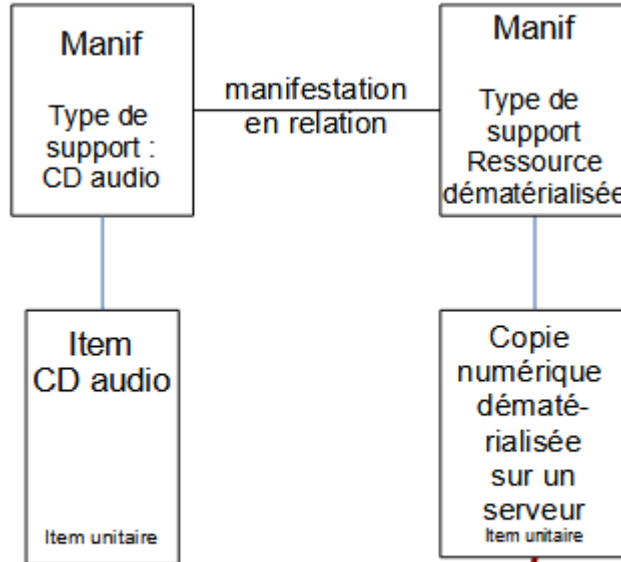 Manif
Type de
support :
CD audio
manifestation
en relation
Manif
Type de
support
Ressource
dématérialisée
Item
CD audio
Item unitaire
Copie
numérique
dématé-
rialisée
sur un
serveur
Item unitaire